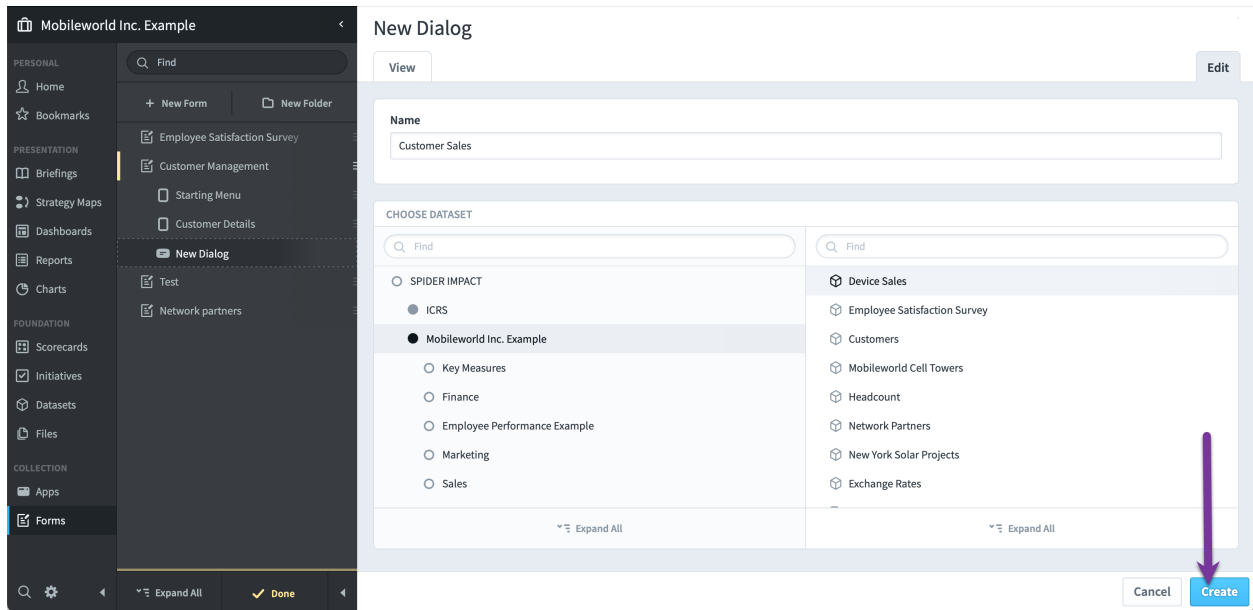 Mobileworld Inc. Example
PERSONAL
Home
Bookmarks
PRESENTATION
Briefings
Strategy Maps
Dashboards
Reports
Charts
FOUNDATION
Scorecards
Initiatives
Datasets
Files
COLLECTION
Apps
Forms
Find
New Form
New Folder
Employee Satisfaction Survey
Customer Management
Starting Menu
Customer Details
New Dialog
Test
Network partners
Expand All
Done
New Dialog
View
Edit
Name
Customer Sales
CHOOSE DATASET
Find
SPIDER IMPACT
ICRS
Mobileworld Inc. Example
Key Measures
Finance
Employee Performance Example
Marketing
Sales
Expand All
Find
Device Sales
Employee Satisfaction Survey
Customers
Mobileworld Cell Towers
Headcount
Network Partners
New York Solar Projects
Exchange Rates
Expand All
Cancel
Create